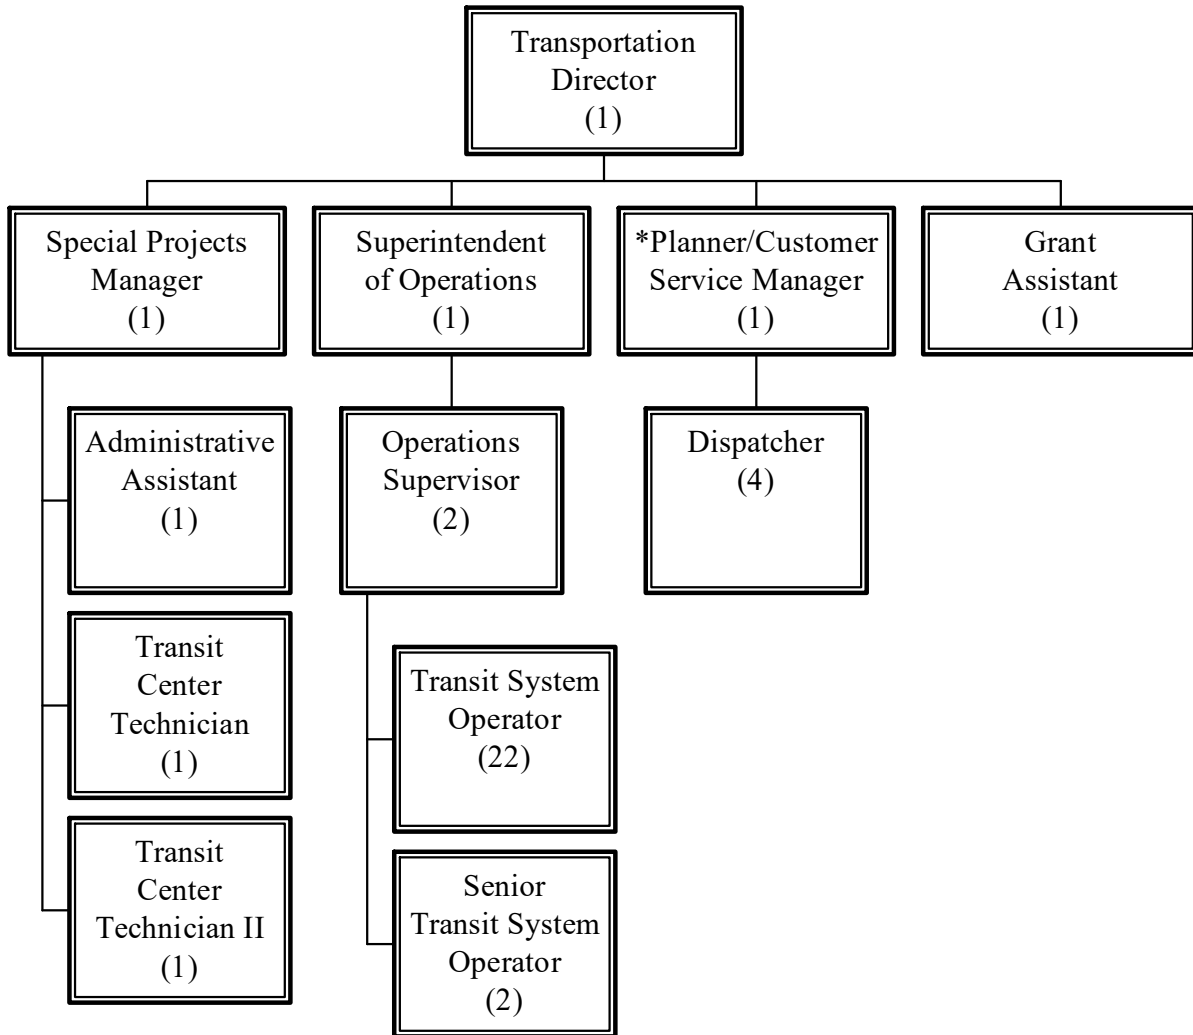 Transportation
Director
(1)
Special Projects
Manager
(1)
Superintendent
of Operations
(1)
*Planner/Customer
Service Manager
(1)
Grant
Assistant
(1)
Administrative
Assistant
(1)
Operations
Supervisor
(2)
Dispatcher
(4)
Transit
Center
Technician
(1)
Transit System
Operator
(22)
Transit
Center
Technician II
(1)
Senior
Transit System
Operator
(2)